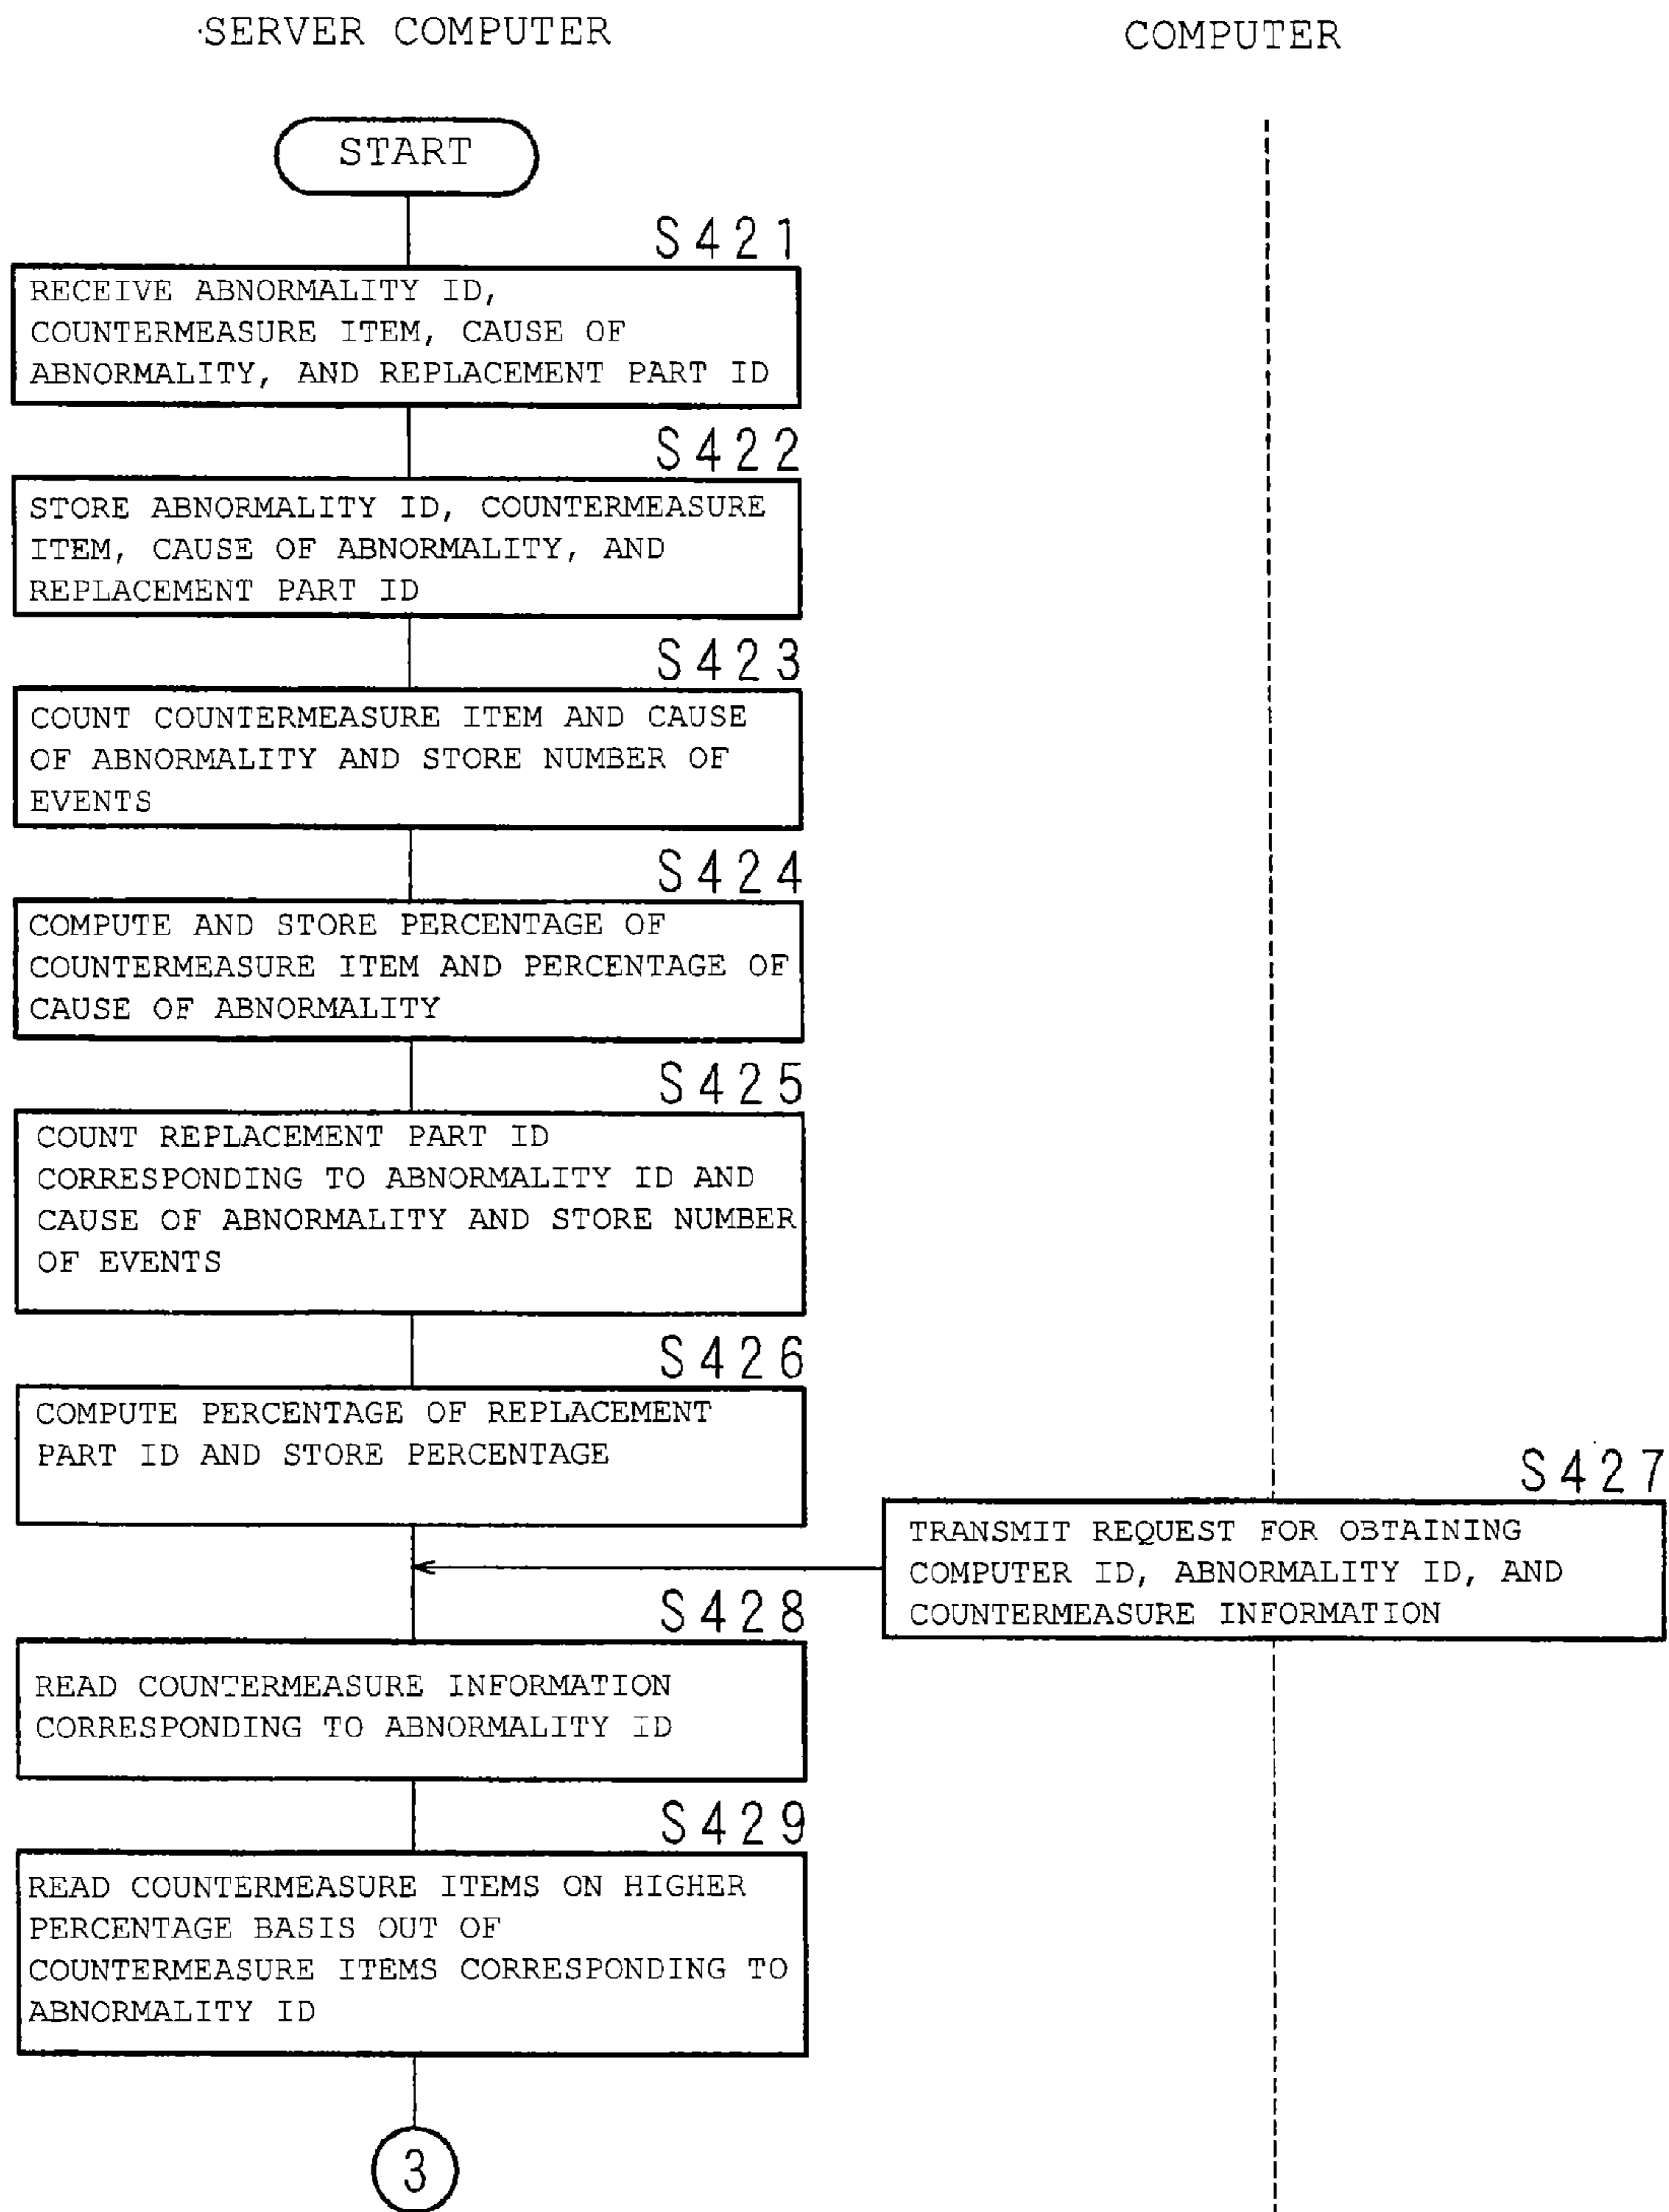 SERVER COMPUTER
COMPUTER
START
S421
RECEIVE ABNORMALITY ID,
COUNTERMEASURE ITEM, CAUSE OF
ABNORMALITY, AND REPLACEMENT PART ID
S422
STORE ABNORMALITY ID, COUNTERMEASURE
ITEM, CAUSE OF ABNORMALITY, AND
REPLACEMENT PART ID
S423
COUNT COUNTERMEASURE ITEM AND CAUSE
OF ABNORMALITY AND STORE NUMBER OF
EVENTS
S424
COMPUTE AND STORE PERCENTAGE OF
COUNTERMEASURE ITEM AND PERCENTAGE OF
CAUSE OF ABNORMALITY
S425
COUNT REPLACEMENT PART ID
CORRESPONDING TO ABNORMALITY ID AND
CAUSE OF ABNORMALITY AND STORE NUMBER
OF EVENTS
S426
COMPUTE PERCENTAGE OF REPLACEMENT
PART ID AND STORE PERCENTAGE
S427
TRANSMIT REQUEST FOR OBTAINING
COMPUTER ID, ABNORMALITY ID, AND
COUNTERMEASURE INFORMATION
S428
READ COUNTERMEASURE INFORMATION
CORRESPONDING TO ABNORMALITY ID
S429
READ COUNTERMEASURE ITEMS ON HIGHER
PERCENTAGE BASIS OUT OF
COUNTERMEASURE ITEMS CORRESPONDING TO
ABNORMALITY ID
3